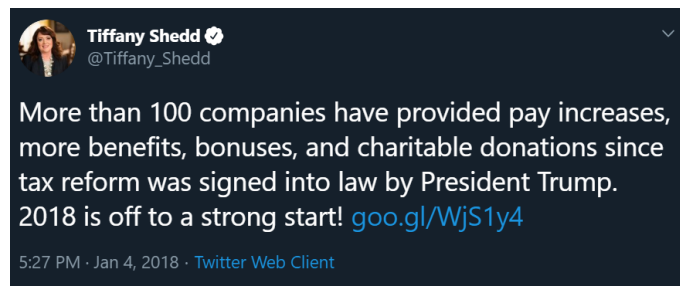 Tiffany Shedd
@Tiffany_Shedd
More than 100 companies have provided pay increases,
more benefits, bonuses, and charitable donations since
tax reform was signed into law by President Trump.
2018 is off to a strong start! goo.gl/WjS1y4
5:27 PM · Jan 4, 2018 · Twitter Web Client